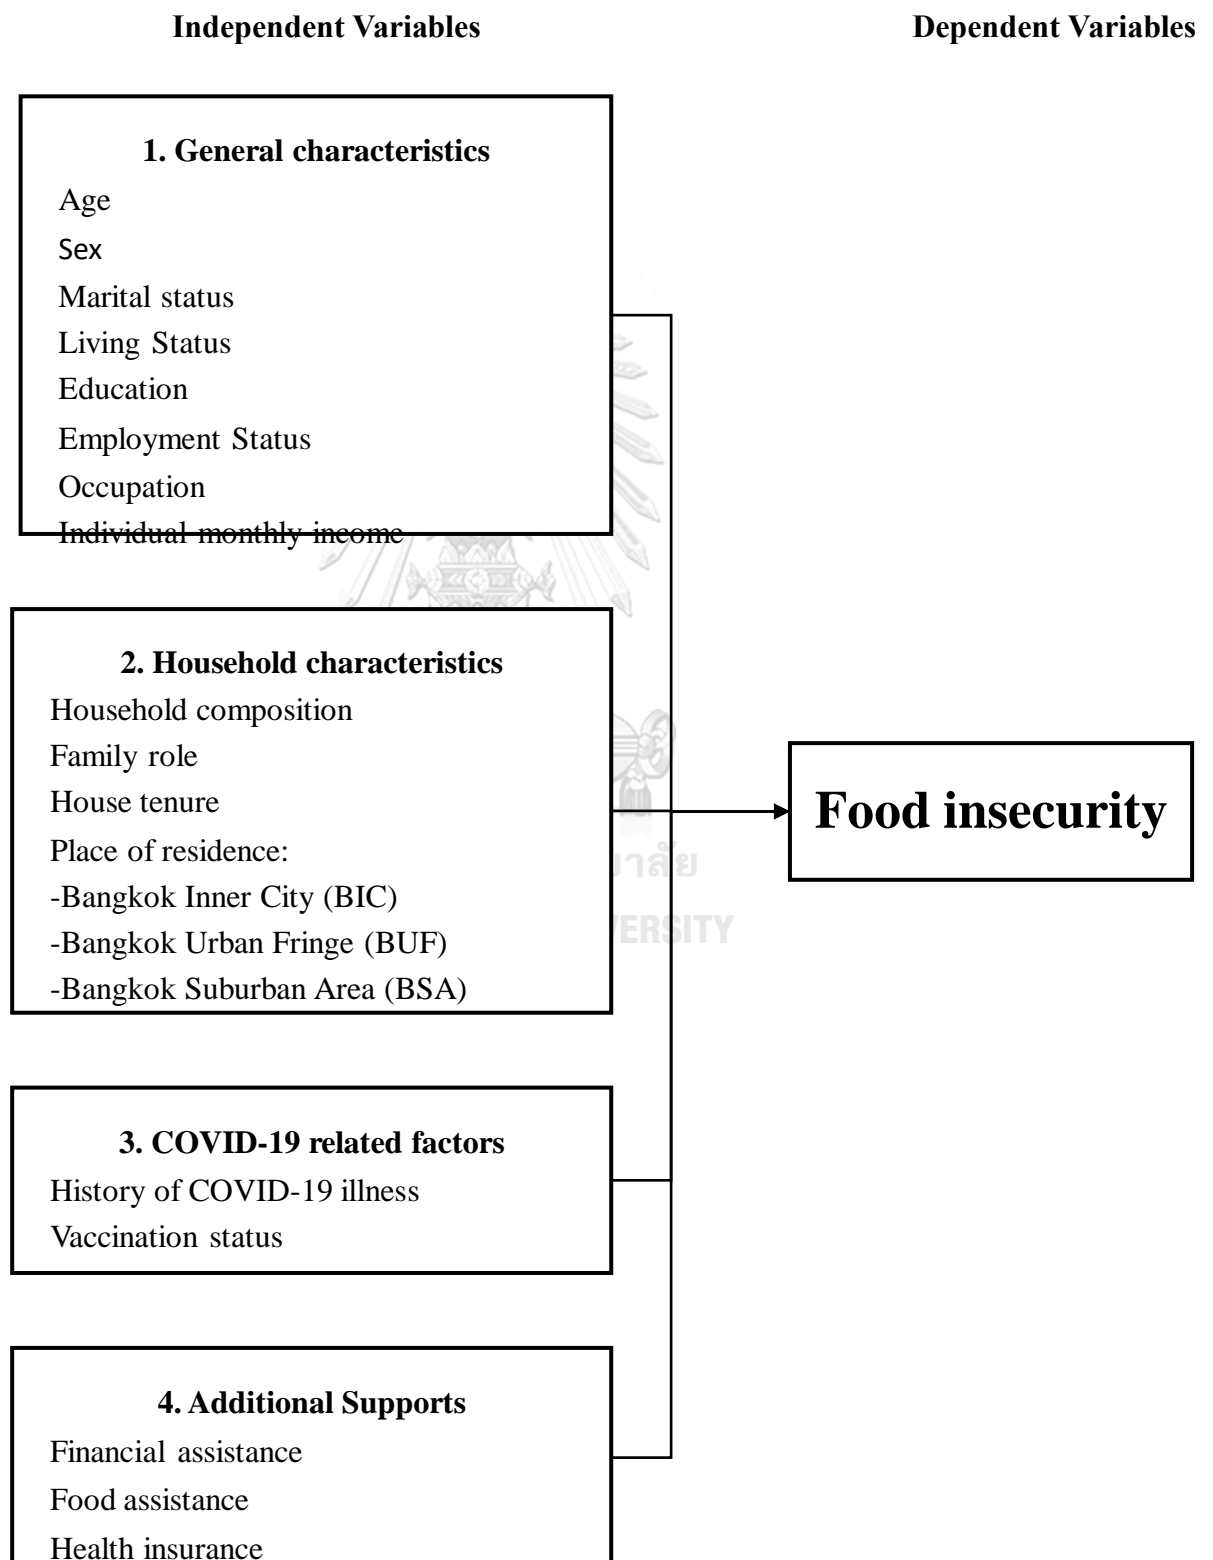 Independent Variables
Dependent Variables
1. General characteristics
Age
Sex
Marital status
Living Status
Education
Employment Status
Occupation
Individual monthly income
2. Household characteristics
Household composition
Family role
House tenure
Place of residence:
-Bangkok Inner City (BIC)
-Bangkok Urban Fringe (BUF)
-Bangkok Suburban Area (BSA)
Food insecurity
3. COVID-19 related factors
History of COVID-19 illness
Vaccination status
4. Additional Supports
Financial assistance
Food assistance
Health insurance